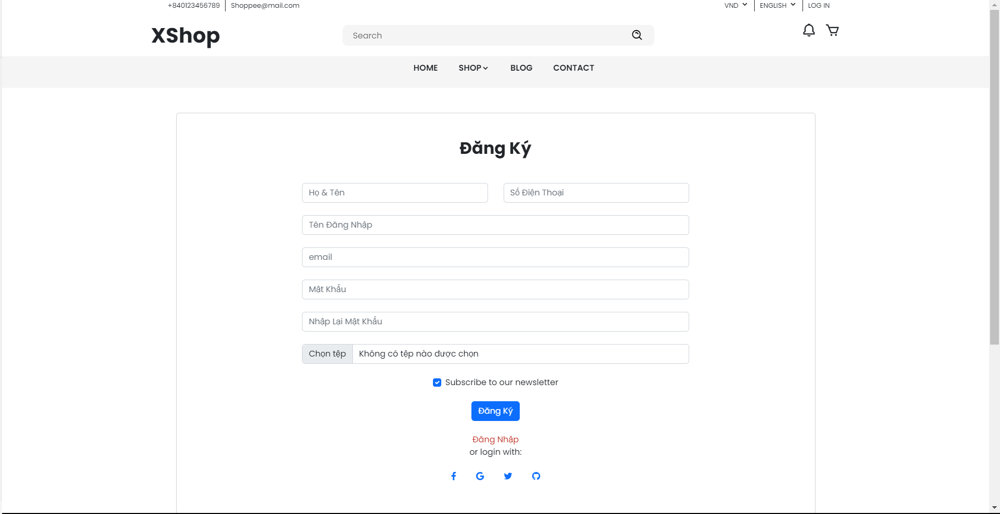 +840123456789 Shoppee@mail.com VND ENGLISH LOG IN
XShop Search
HOME SHOP BLOG CONTACT
Đăng Ký
Họ & Tên Số Điện Thoại
Tên Đăng Nhập
email
Mật Khẩu
Nhập Lại Mật Khẩu
Chọn tệp Không có tệp nào được chọn
Subscribe to our newsletter
Đăng Ký
Đăng Nhập
or login with: